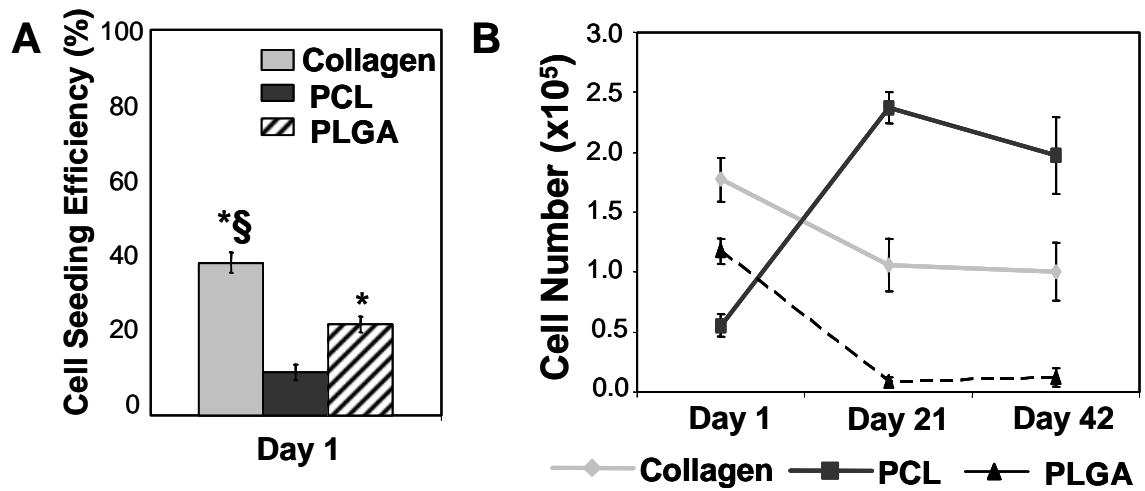 A
Cell Seeding Efficiency (%)
100
80
60
40
20
0
Collagen
PCL
PLGA
*§
*
Day 1
B
Cell Number (x10⁵)
3.0
2.5
2.0
1.5
1.0
0.5
0.0
Day 1 Day 21 Day 42
Collagen PCL PLGA